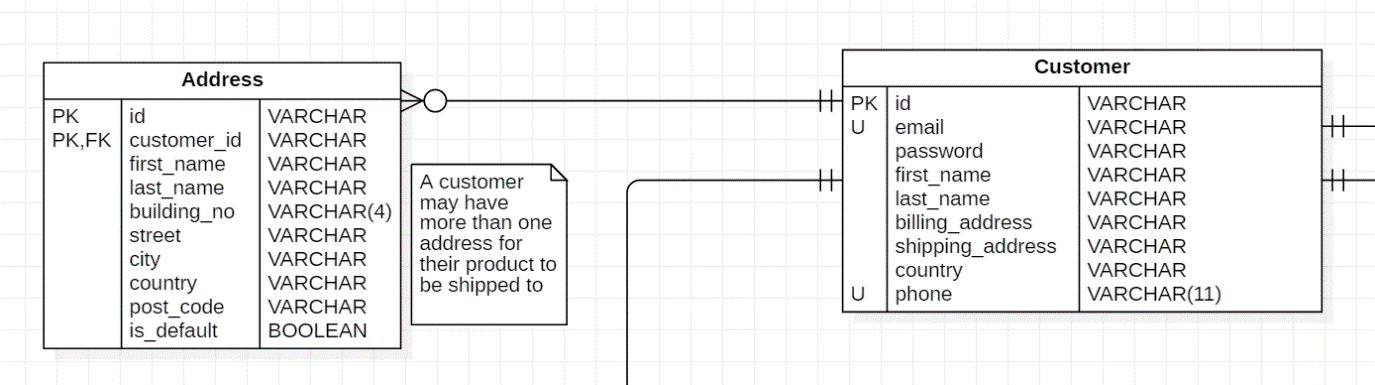 Address
PK id VARCHAR
PK,FK customer_id VARCHAR
first_name VARCHAR
last_name VARCHAR
building_no VARCHAR(4)
street VARCHAR
city VARCHAR
country VARCHAR
post_code VARCHAR
is_default BOOLEAN
A customer
may have
more than one
address for
their product to
be shipped to
Customer
PK id VARCHAR
U email VARCHAR
password VARCHAR
first_name VARCHAR
last_name VARCHAR
billing_address VARCHAR
shipping_address VARCHAR
country VARCHAR
U phone VARCHAR(11)